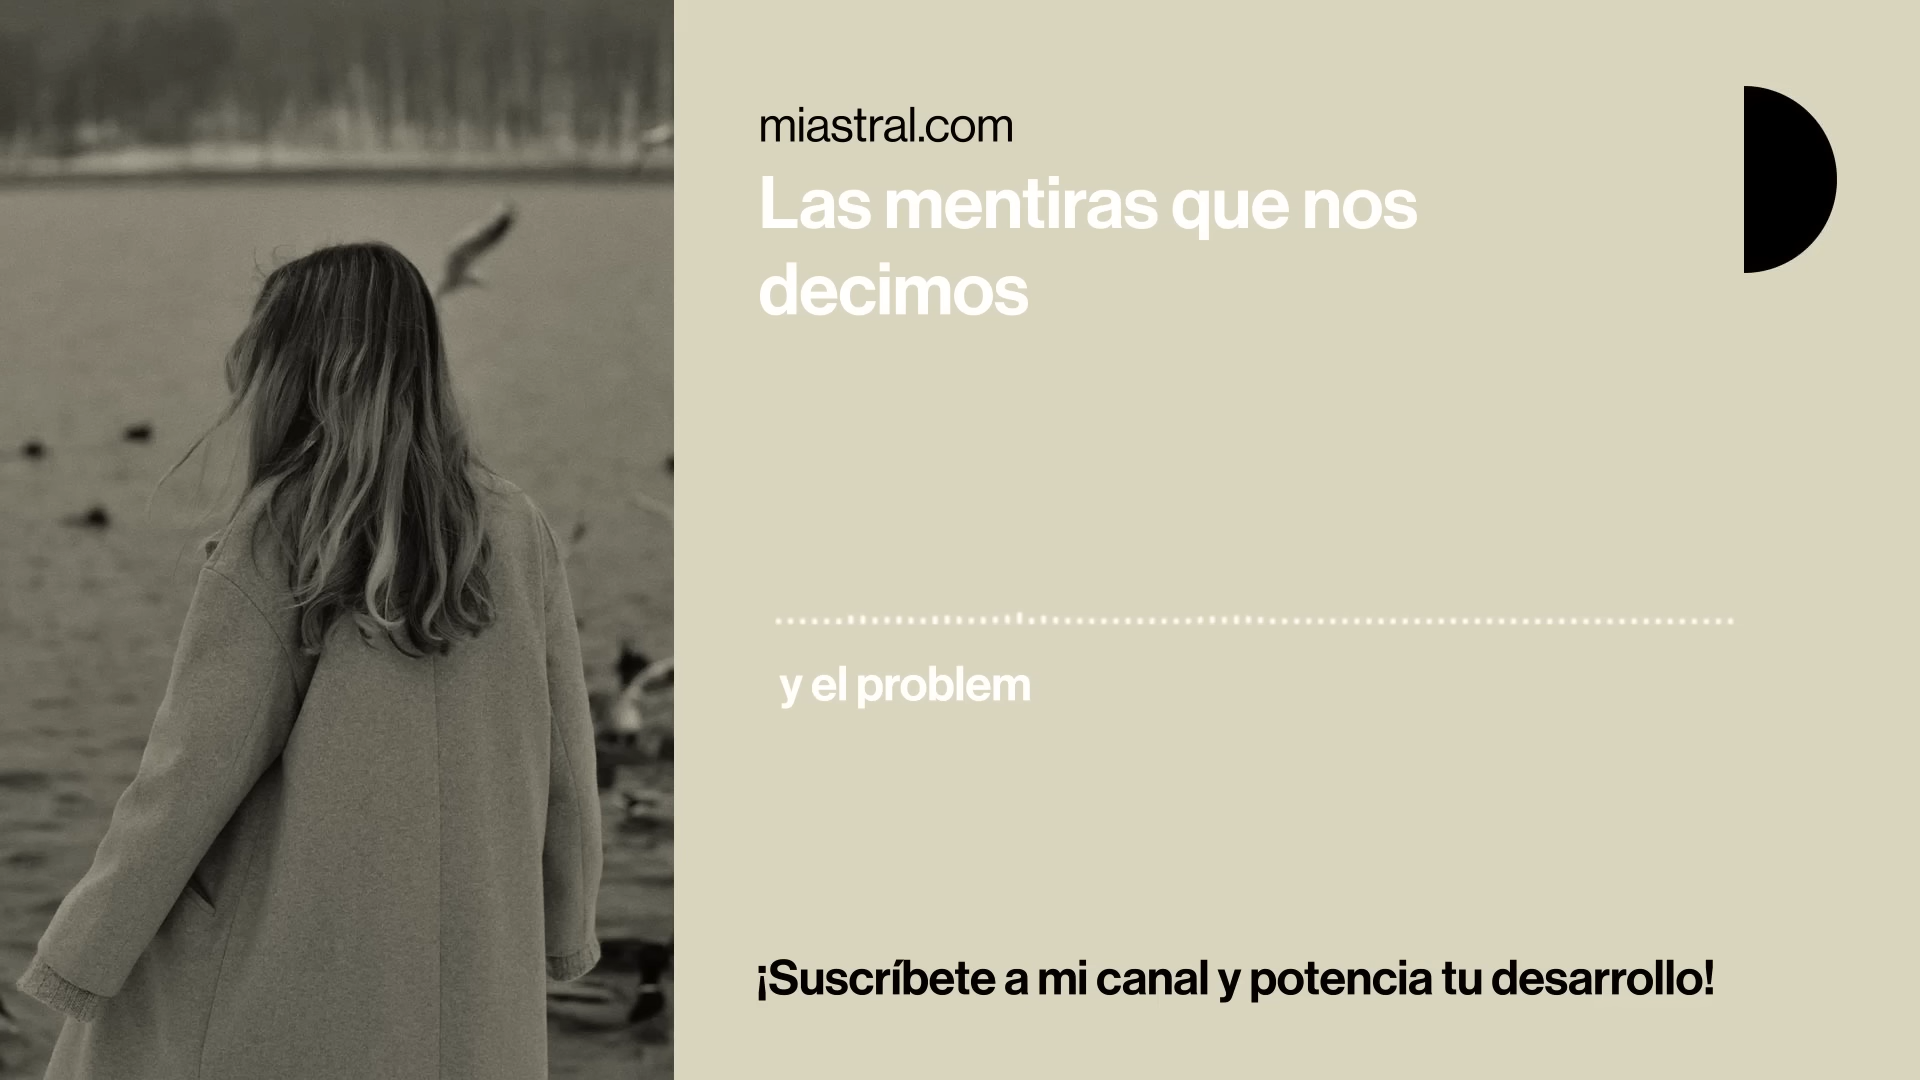 miastral.com
Las mentiras que nos
decimos
y el problem
¡Suscríbete a mi canal y potencia tu desarrollo!